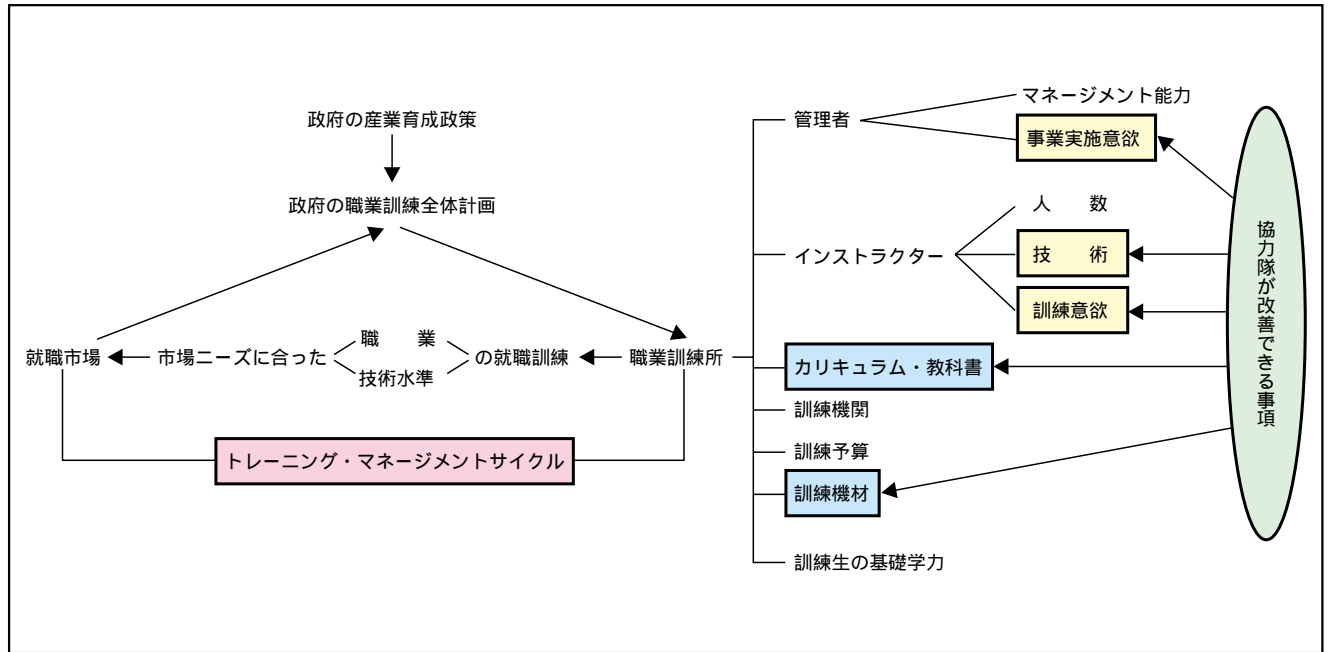 政府の産業育成政策
政府の職業訓練全体計画
就職市場
市場ニーズに合った
職　　業
技術水準
の就職訓練
職業訓練所
トレーニング・マネージメントサイクル
管理者
マネージメント能力
事業実施意欲
インストラクター
人　　数
技　　術
訓練意欲
カリキュラム・教科書
訓練機関
訓練予算
訓練機材
訓練生の基礎学力
協力隊が改善できる事項